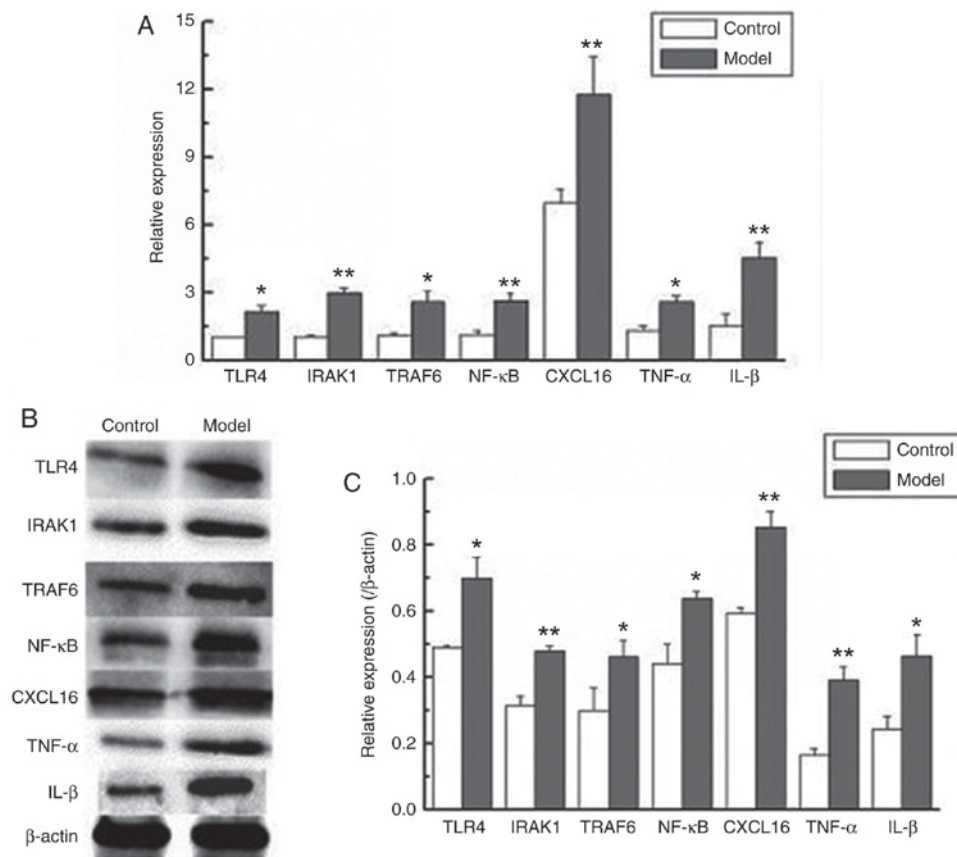 A
Control
Model
Relative expression
15
12
9
6
3
0
** 
* ** * ** * **
TLR4 IRAK1 TRAF6 NF-κB CXCL16 TNF-α IL-β
B
Control Model
TLR4
IRAK1
TRAF6
NF-κB
CXCL16
TNF-α
IL-β
β-actin
C
Control
Model
Relative expression (/β-actin)
1.0
0.8
0.6
0.4
0.2
0.0
* ** * * ** ** *
TLR4 IRAK1 TRAF6 NF-κB CXCL16 TNF-α IL-β